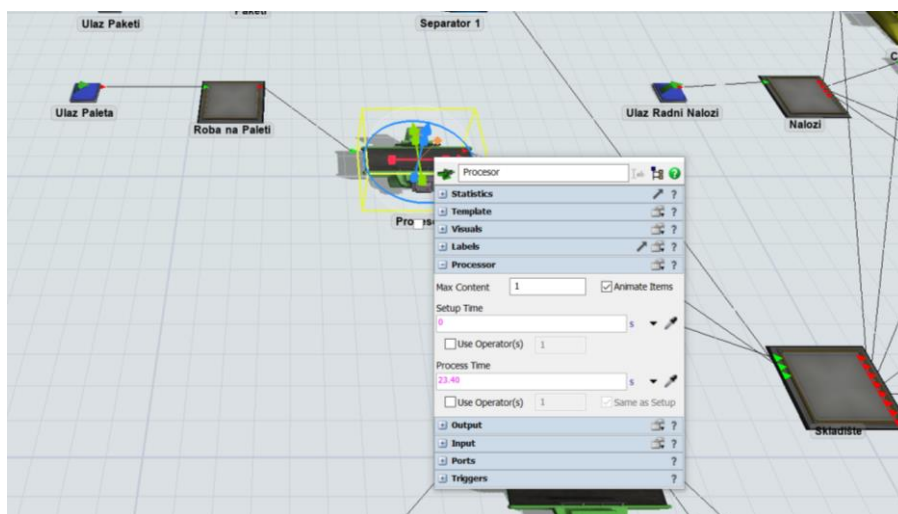 Paketi
Ulaz Paketi
Separator 1
Ulaz Paleta
Roba na Paleti
Ulaz Radni Nalozi
Nalozi
Procesor
Statistics
?
Template
?
Visuals
?
Labels
?
Processor
?
Max Content 1 Animate Items
Setup Time
0 s
Use Operator(s) 1
Process Time
23.40 s
Use Operator(s) 1 Same as Setup
Output
?
Input
?
Ports
?
Triggers
?
Skladište